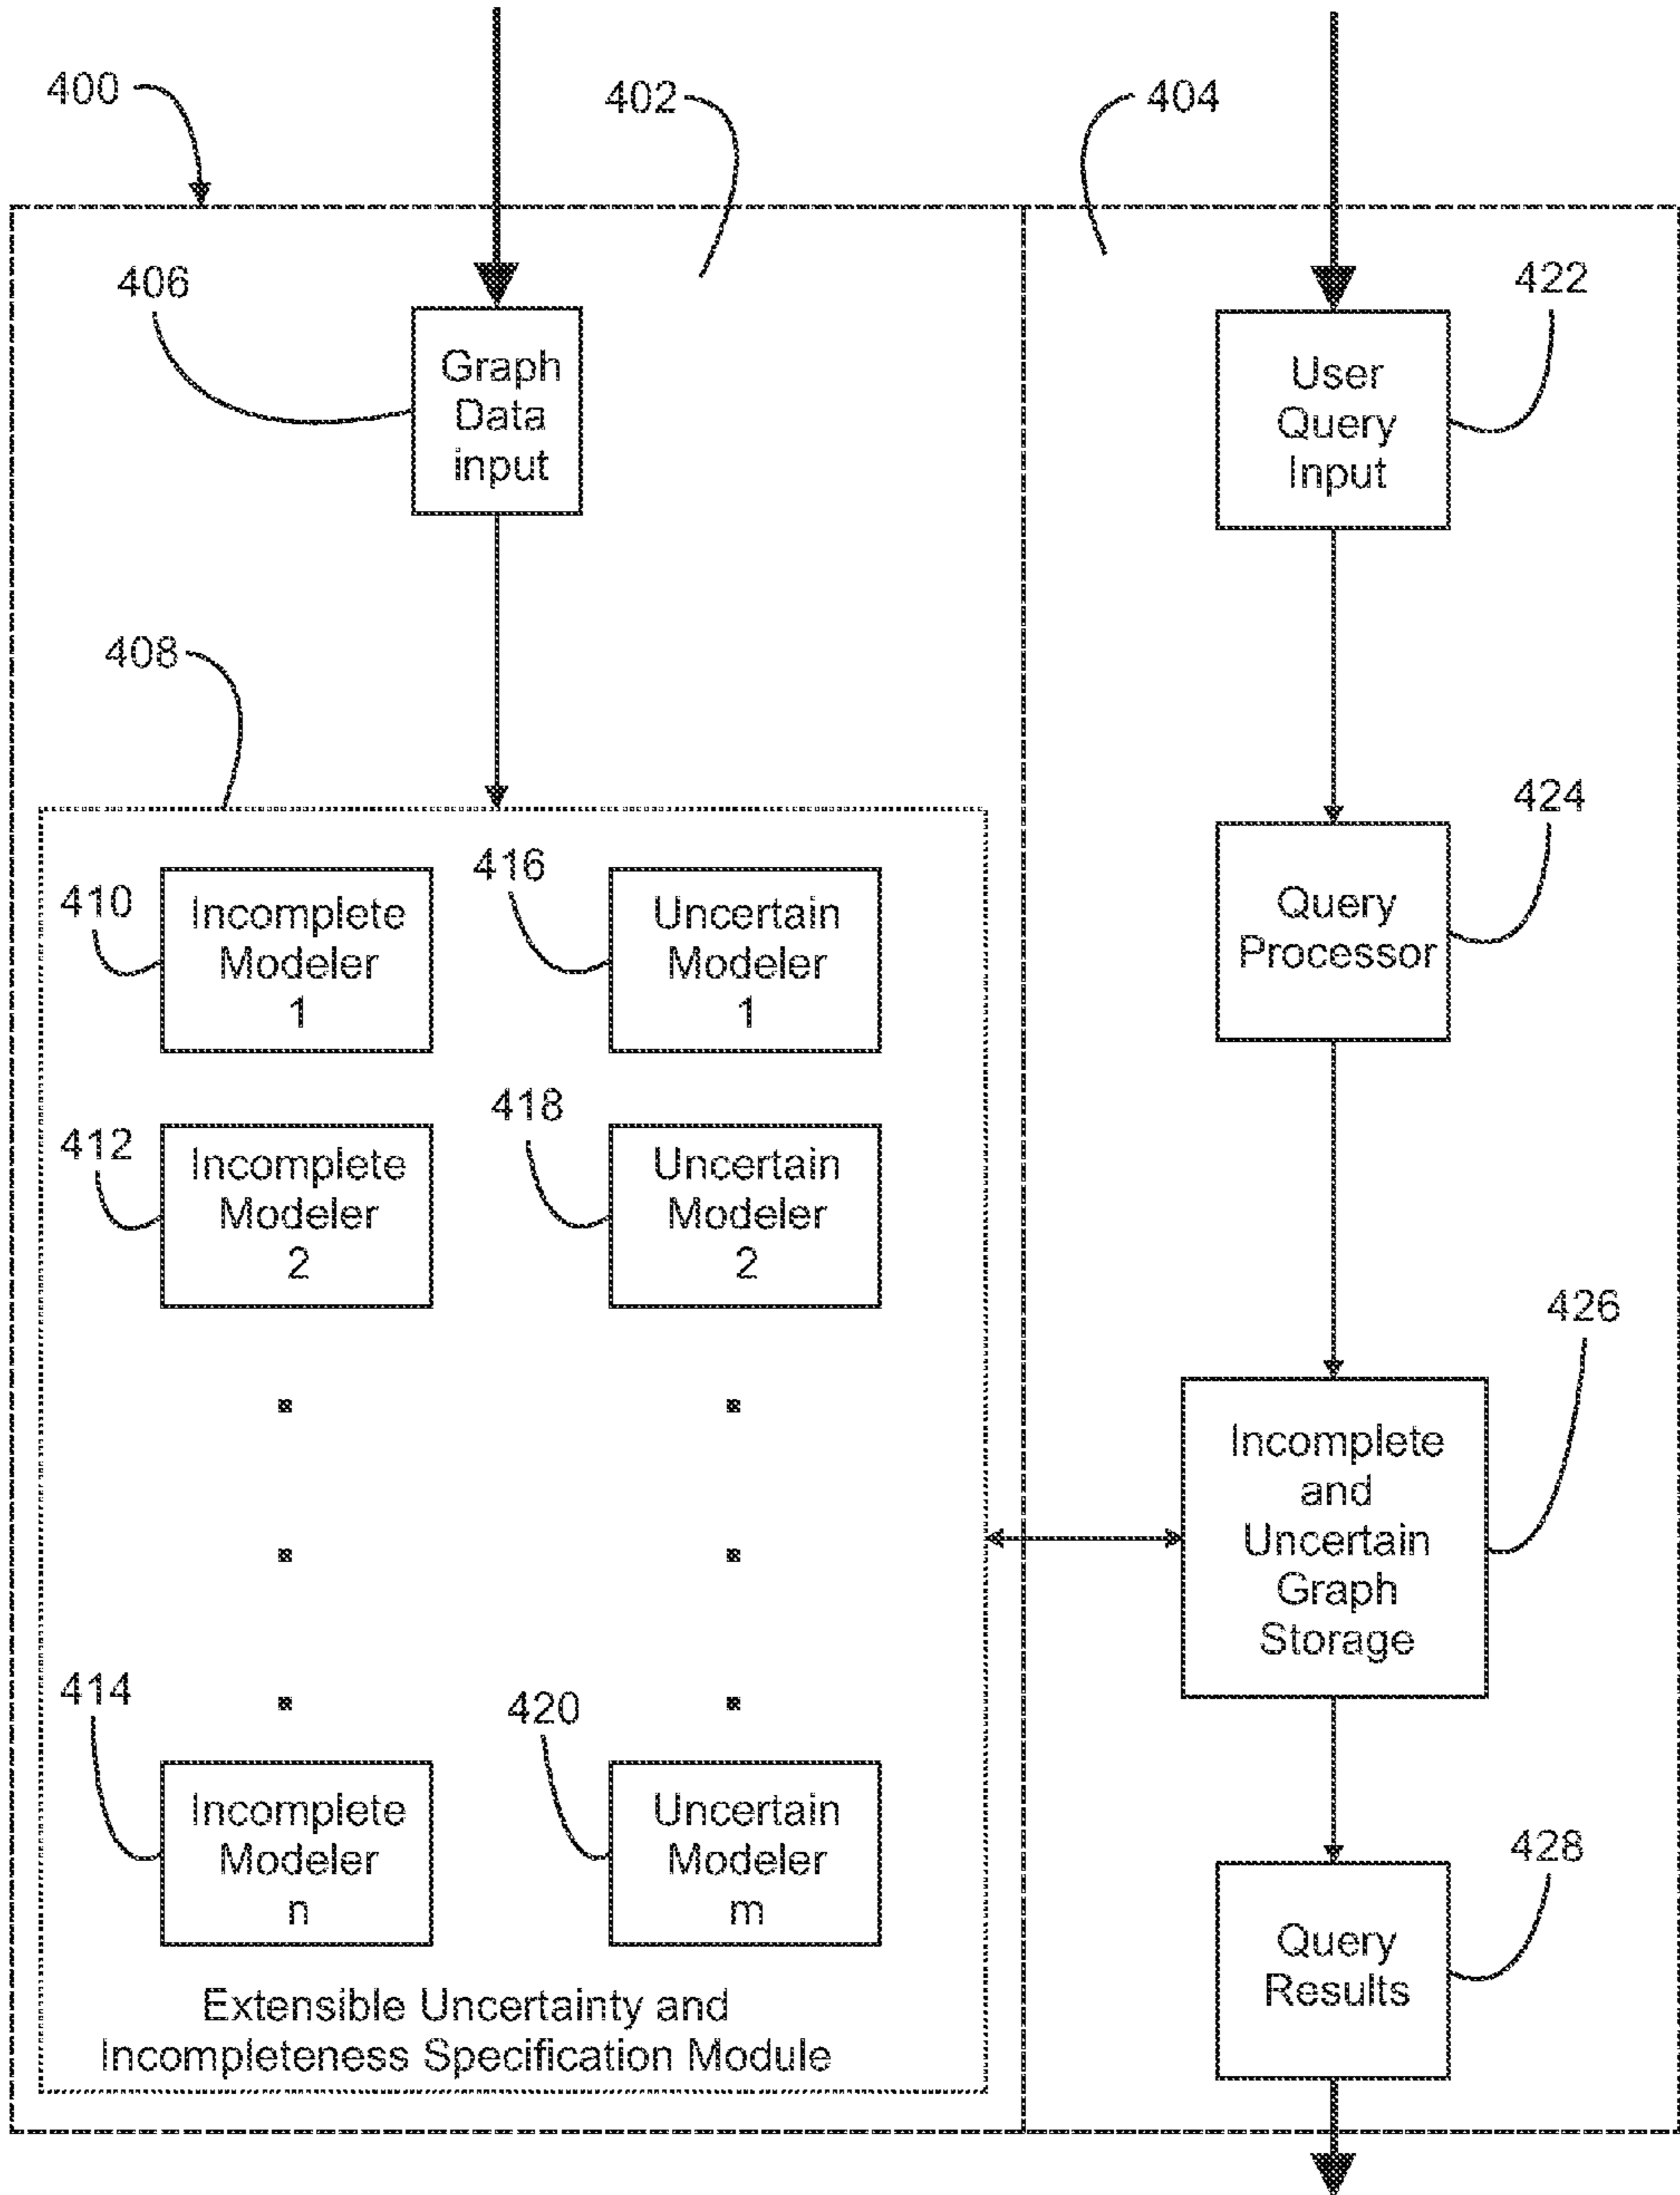 400
402
404
406
Graph
Data
input
422
User
Query
Input
408
424
Query
Processor
410
Incomplete
Modeler
1
416
Uncertain
Modeler
1
412
Incomplete
Modeler
2
418
Uncertain
Modeler
2
426
Incomplete
and
Uncertain
Graph
Storage
414
Incomplete
Modeler
n
420
Uncertain
Modeler
m
428
Query
Results
Extensible Uncertainty and
Incompleteness Specification Module